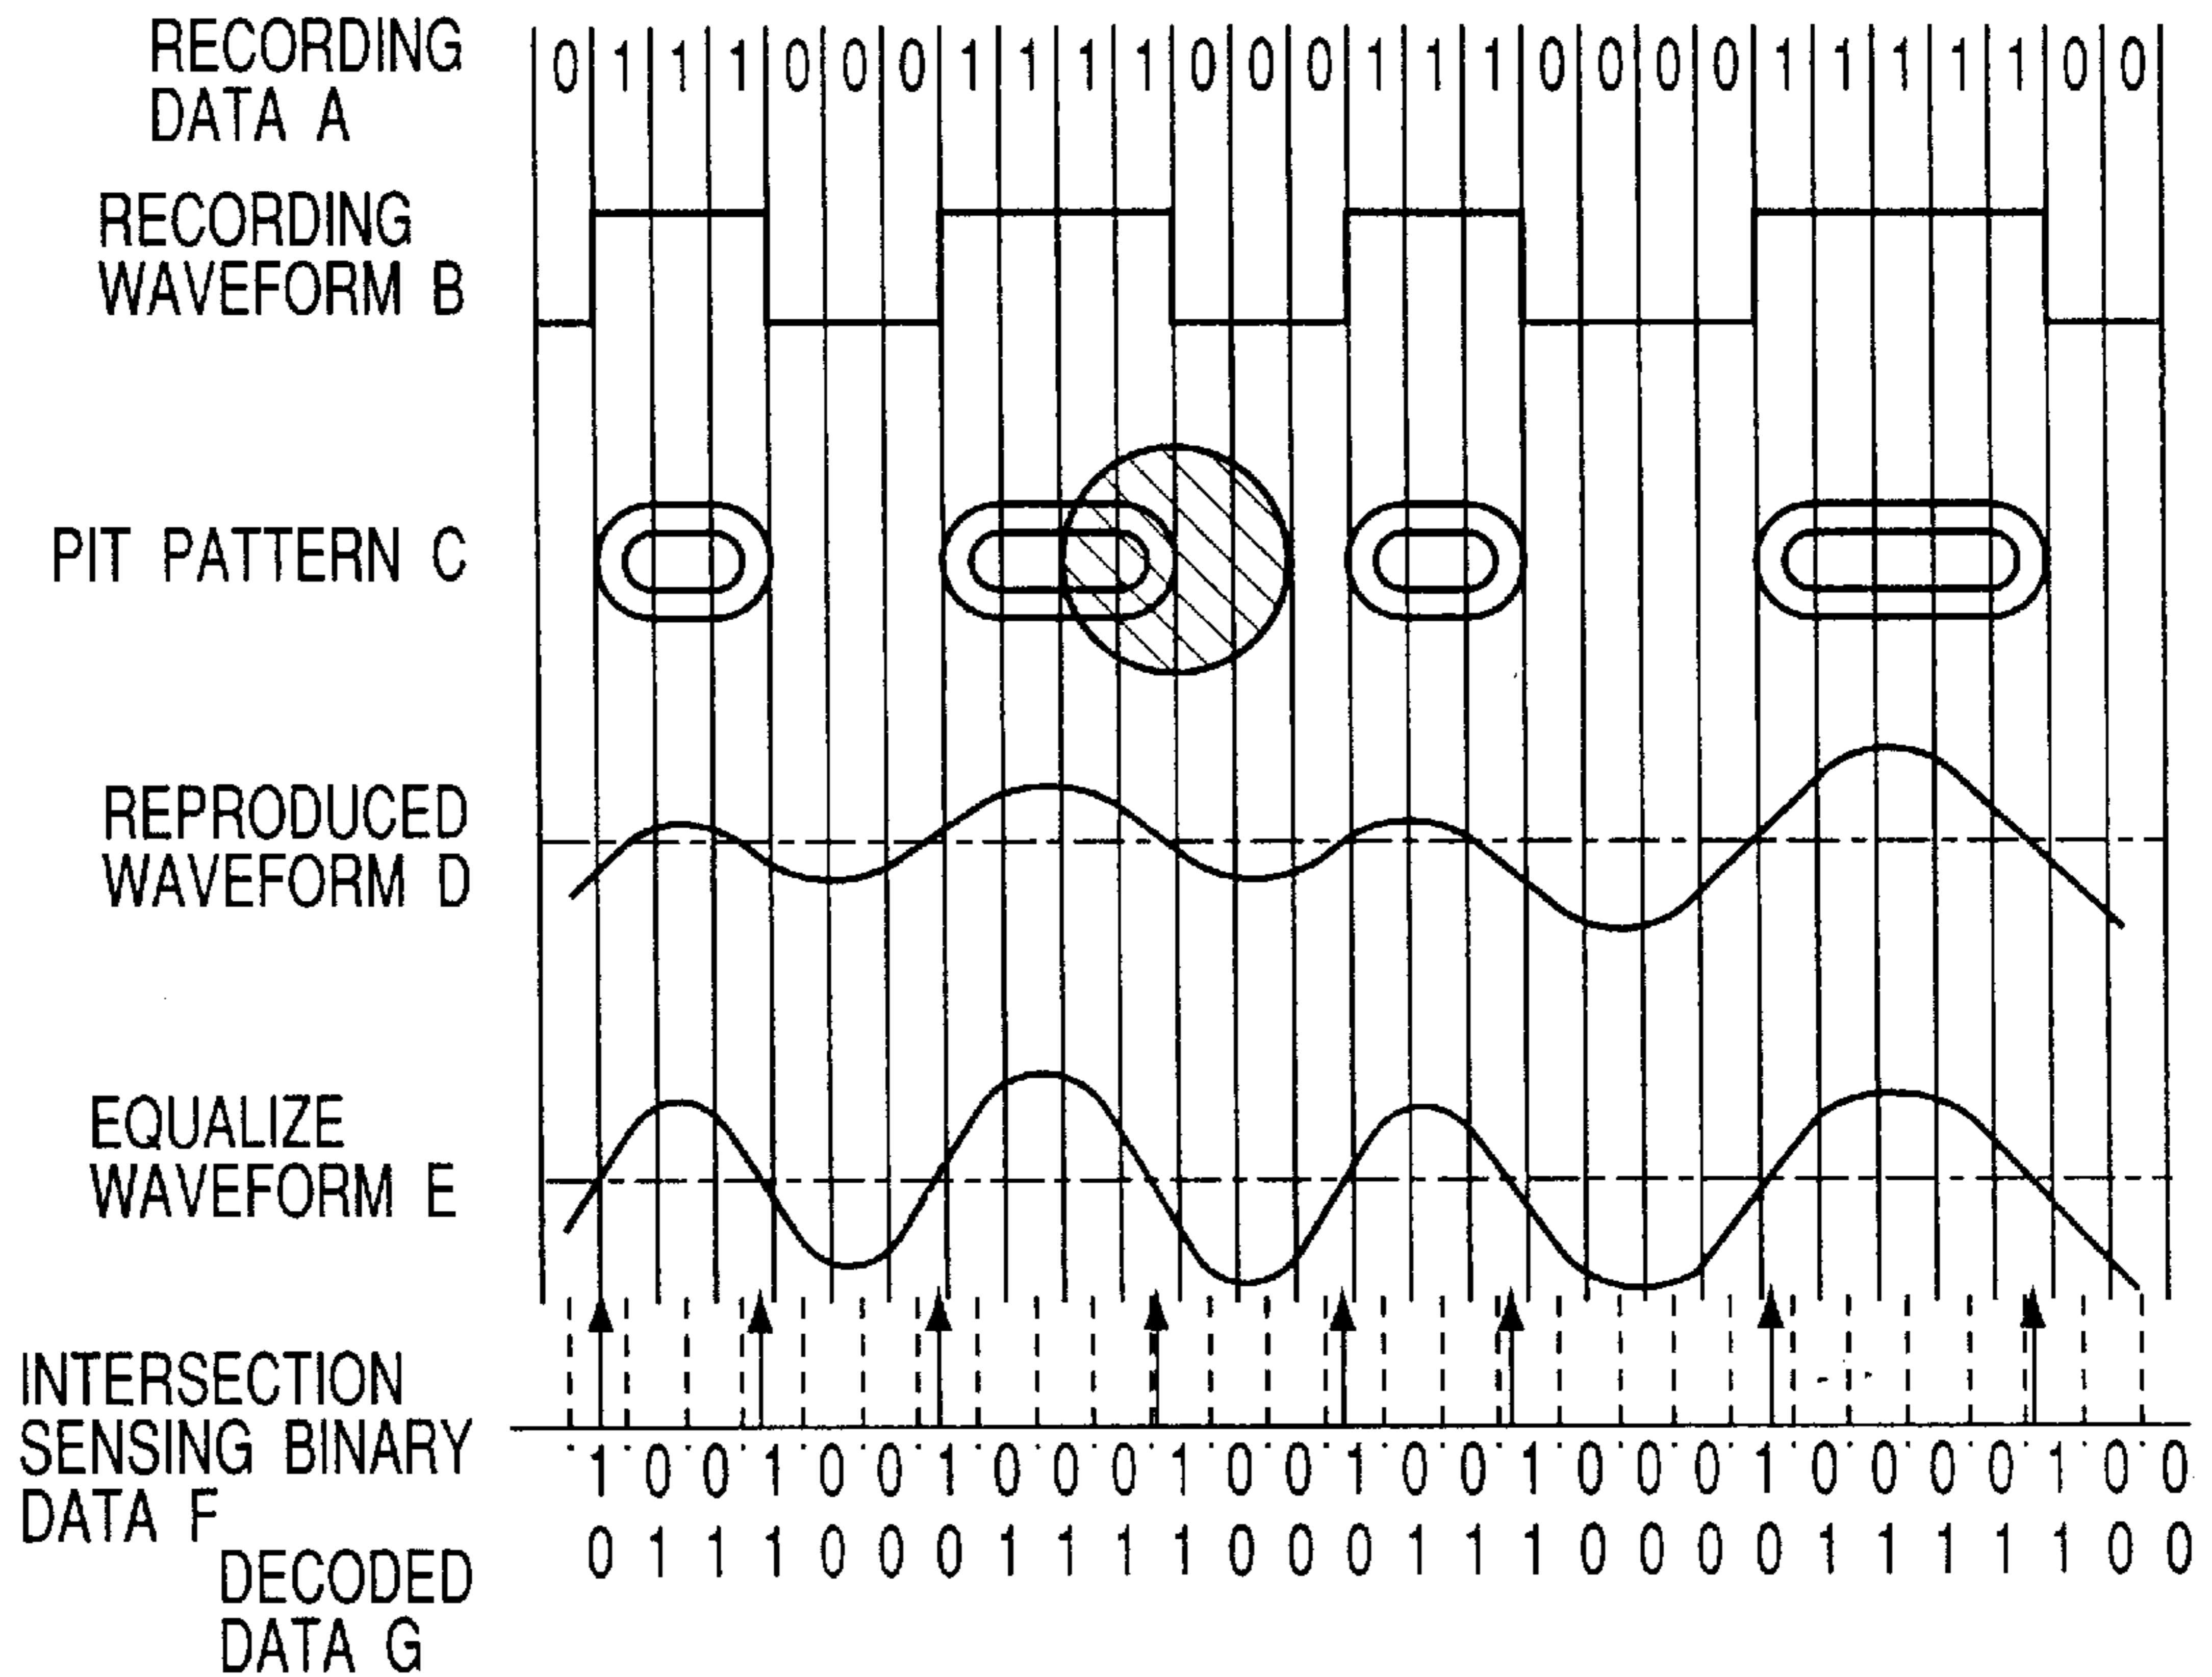 RECORDING
DATA A
0 1 1 1 0 0 0 1 1 1 1 0 0 0 1 1 1 0 0 0 0 1 1 1 1 1 0 0
RECORDING
WAVEFORM B
PIT PATTERN C
REPRODUCED
WAVEFORM D
EQUALIZE
WAVEFORM E
INTERSECTION
SENSING BINARY
DATA F
1 0 0 1 0 0 1 0 0 0 1 0 0 1 0 0 1 0 0 0 1 0 0 0 0 1 0 0
DECODED
DATA G
0 1 1 1 0 0 0 1 1 1 1 0 0 0 1 1 1 0 0 0 0 1 1 1 1 1 0 0